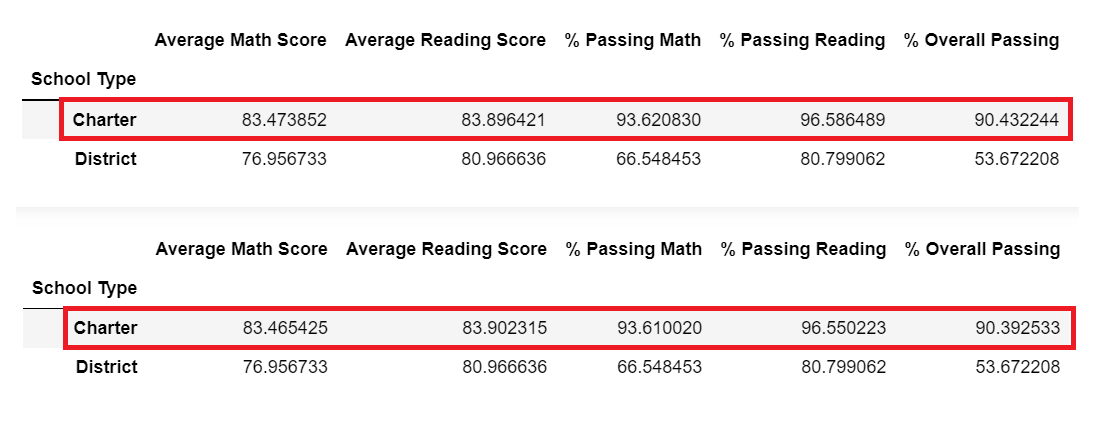 Average Math Score Average Reading Score % Passing Math % Passing Reading % Overall Passing
School Type
Charter 83.473852 83.896421 93.620830 96.586489 90.432244
District 76.956733 80.966636 66.548453 80.799062 53.672208
Average Math Score Average Reading Score % Passing Math % Passing Reading % Overall Passing
School Type
Charter 83.465425 83.902315 93.610020 96.550223 90.392533
District 76.956733 80.966636 66.548453 80.799062 53.672208